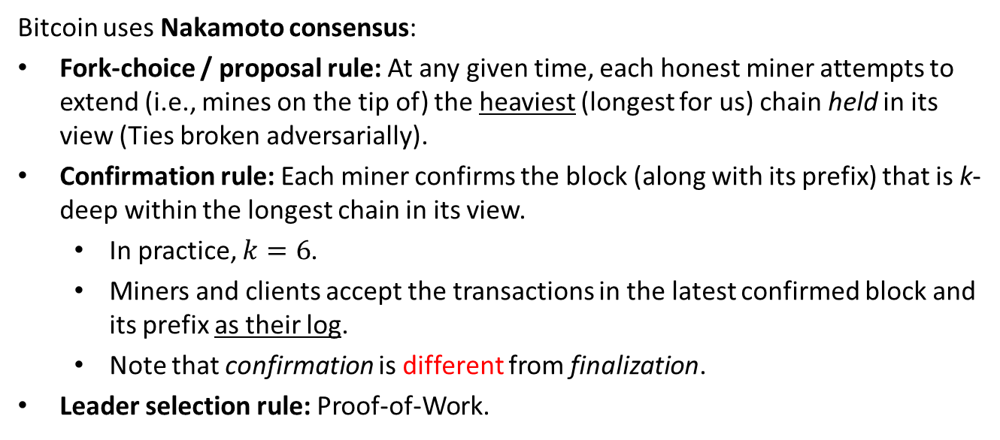 Bitcoin uses Nakamoto consensus:
• Fork-choice / proposal rule: At any given time, each honest miner attempts to
extend (i.e., mines on the tip of) the heaviest (longest for us) chain held in its
view (Ties broken adversarially).
• Confirmation rule: Each miner confirms the block (along with its prefix) that is k-
deep within the longest chain in its view.
• In practice, k = 6.
• Miners and clients accept the transactions in the latest confirmed block and
its prefix as their log.
• Note that confirmation is different from finalization.
• Leader selection rule: Proof-of-Work.